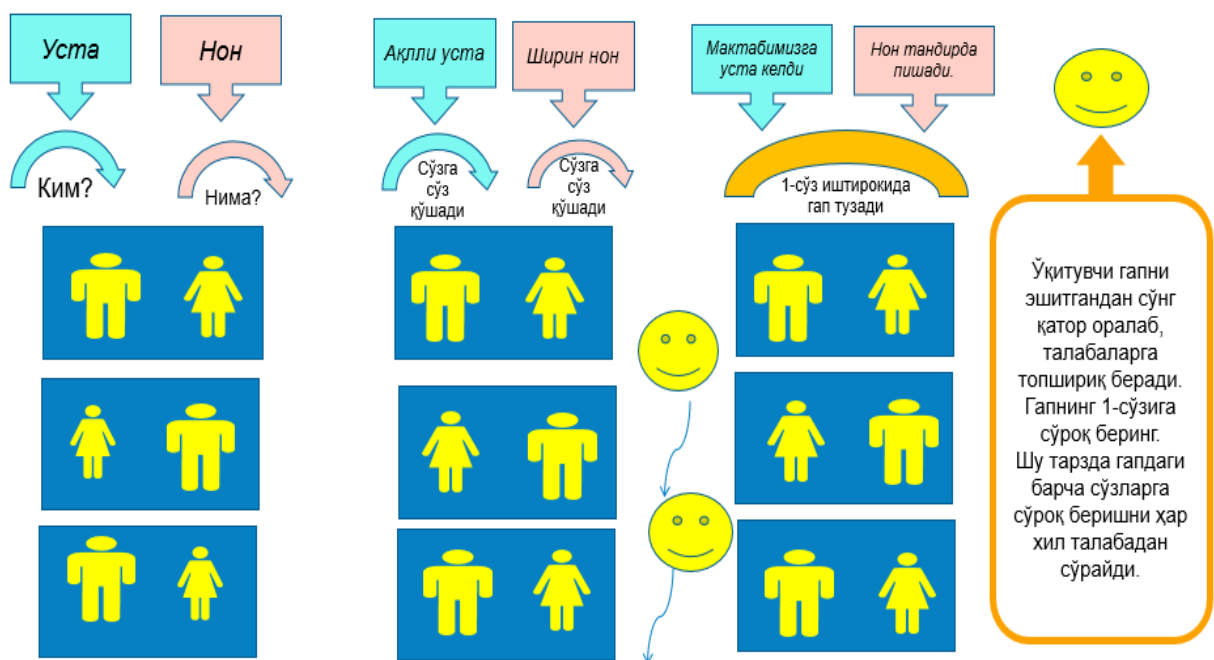 Уста
Нон
Ақлли уста
Ширин нон
Мактабимизга
уста келди
Нон тандирда
пишади.
Ким?
Нима?
Сўзга
сўз
қўшади
Сўзга
сўз
қўшади
1-сўз иштирокида
гап тузади
Ўқитувчи гапни
эшитгандан сўнг
қатор оралаб,
талабаларга
топшириқ беради.
Гапнинг 1-сўзига
сўроқ беринг.
Шу тарзда гапдаги
барча сўзларга
сўроқ беришни ҳар
хил талабадан
сўрайди.